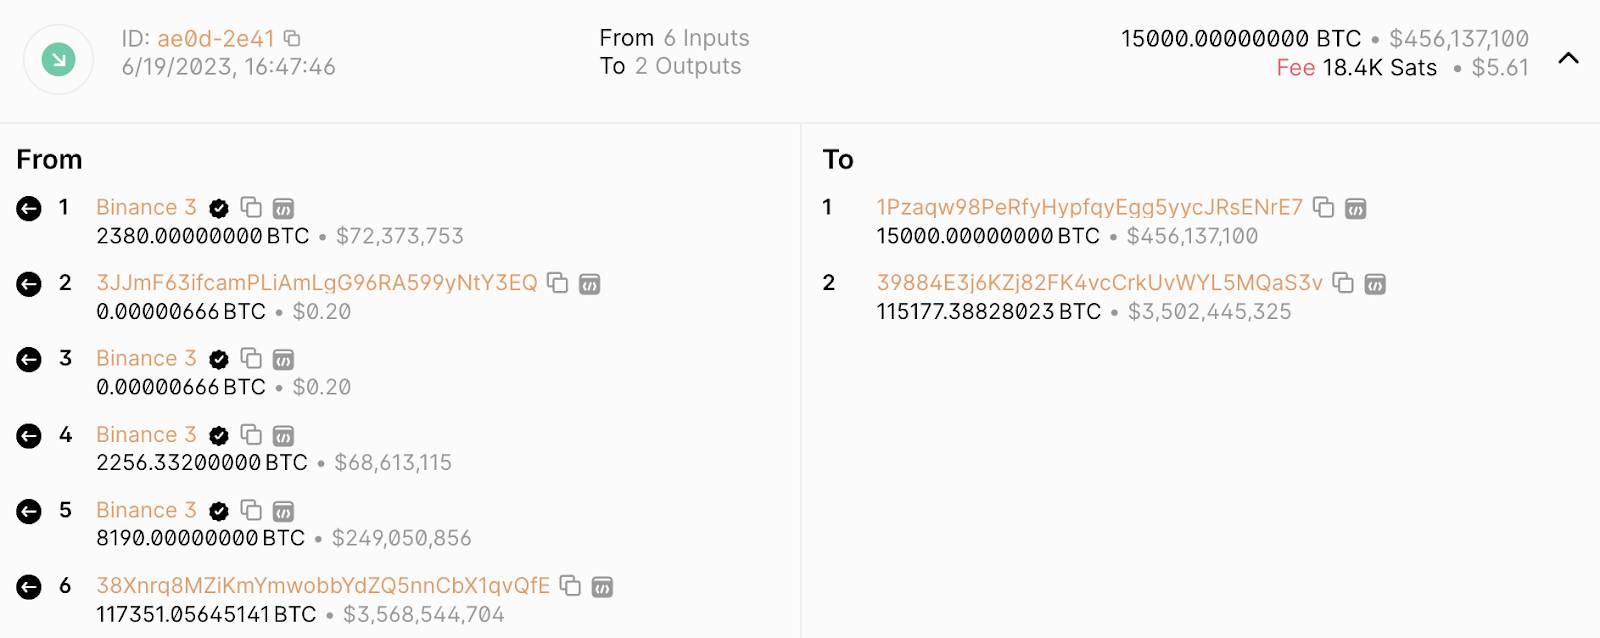 ID: ae0d-2e41
6/19/2023, 16:47:46
From 6 Inputs
To 2 Outputs
15000.00000000 BTC • $456,137,100
Fee 18.4K Sats • $5.61
From
1 Binance 3
2380.00000000 BTC • $72,373,753
2 3JJmF63ifcamPLiAmLgG96RA599yNtY3EQ
0.00000666 BTC • $0.20
3 Binance 3
0.00000666 BTC • $0.20
4 Binance 3
2256.33200000 BTC • $68,613,115
5 Binance 3
8190.00000000 BTC • $249,050,856
6 38Xnrq8MZiKmYmwobbYdZQ5nnCbX1qvQfE
117351.05645141 BTC • $3,568,544,704
To
1 1Pzaqw98PeRfyHypfqyEgg5yycJRsENrE7
15000.00000000 BTC • $456,137,100
2 39884E3j6KZj82FK4vcCrkUvWYL5MQaS3v
115177.38828023 BTC • $3,502,445,325